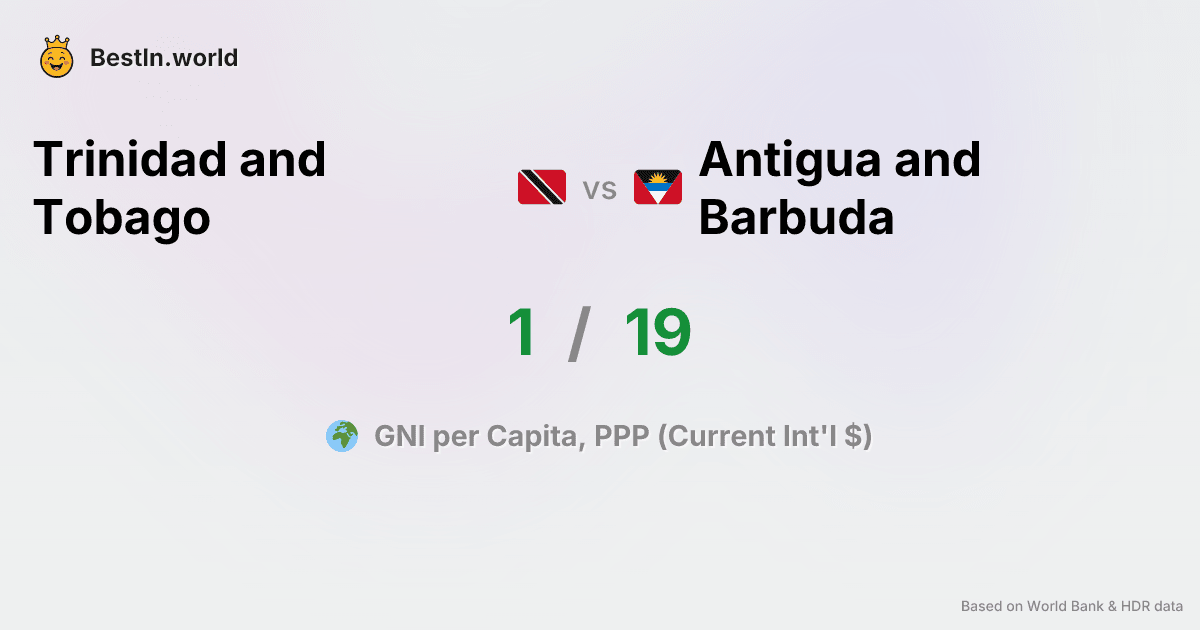 BestIn.world
Trinidad and
Tobago
vs
Antigua and
Barbuda
1 / 19
GNI per Capita, PPP (Current Int'l $)
Based on World Bank & HDR data